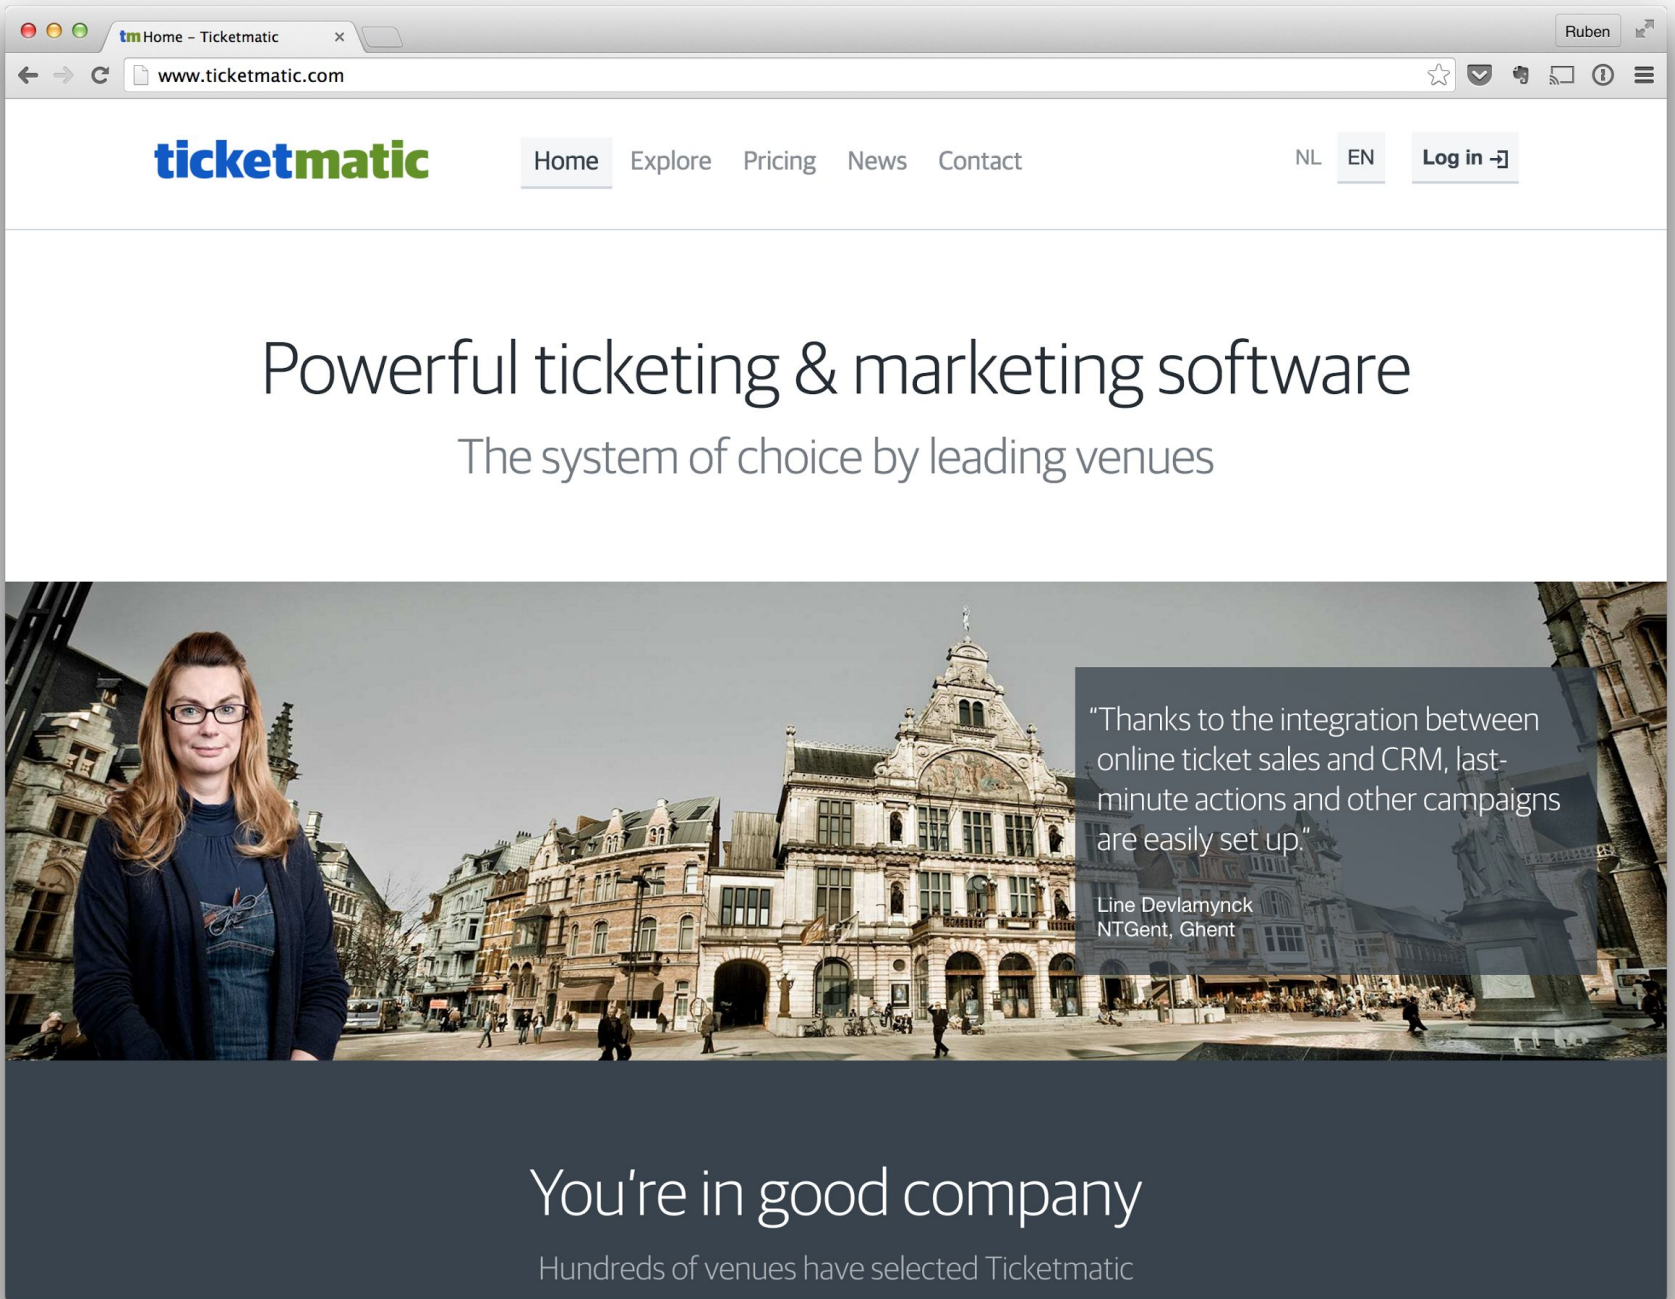 tm Home – Ticketmatic
Ruben
www.ticketmatic.com
ticketmatic
Home Explore Pricing News Contact
NL EN Log in
Powerful ticketing & marketing software
The system of choice by leading venues
“Thanks to the integration between
online ticket sales and CRM, last-
minute actions and other campaigns
are easily set up.“
Line Devlamynck
NTGent, Ghent
You’re in good company
Hundreds of venues have selected Ticketmatic